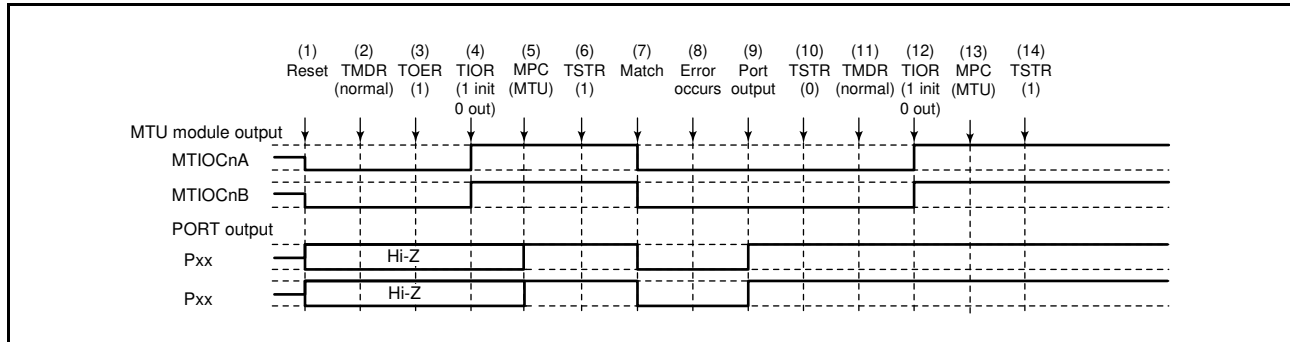 (1) (2) (3) (4) (5) (6) (7) (8) (9) (10) (11) (12) (13) (14)
Reset TMDR TOER TIOR MPC TSTR Match Error Port TSTR TMDR TIOR MPC TSTR
(normal) (1) (1 init (MTU) (1) occurs output (0) (normal) (1 init (MTU) (1)
0 out) 0 out)
MTU module output
MTIOCnA
MTIOCnB
PORT output
Pxx Hi-Z
Pxx Hi-Z